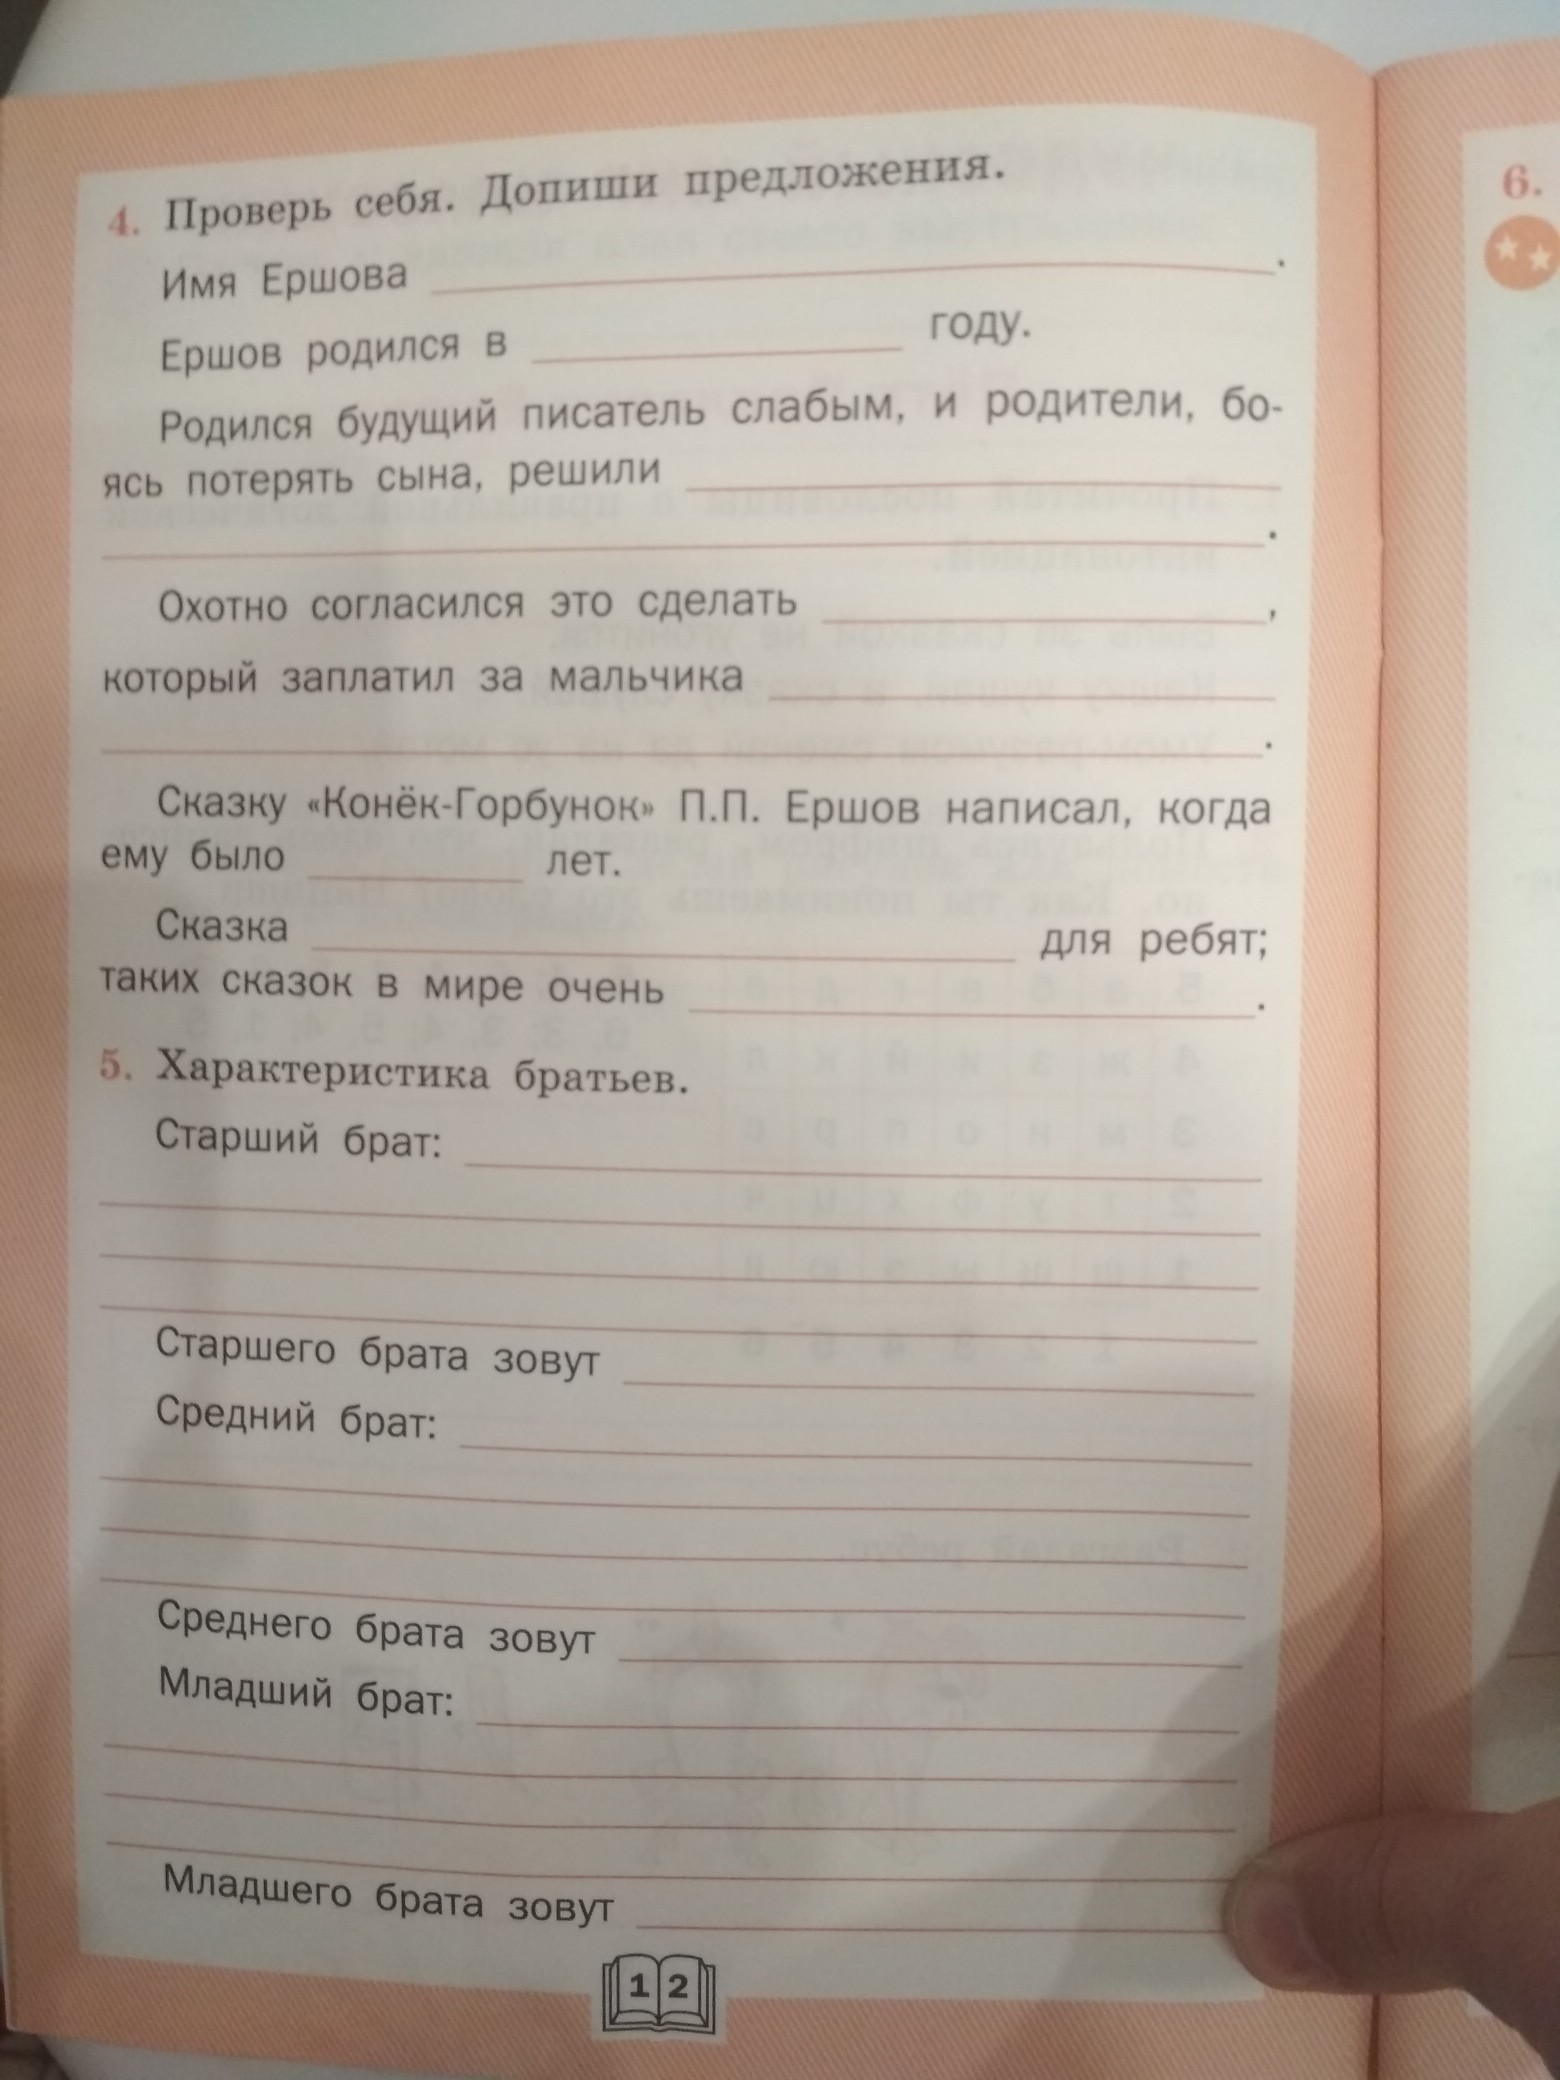 4. Проверь себя. Допиши предложения.
Имя Ершова .
Ершов родился в году.
Родился будущий писатель слабым, и родители, бо-
ясь потерять сына, решили
.
Охотно согласился это сделать ,
который заплатил за мальчика
.
Сказку «Конёк-Горбунок» П.П. Ершов написал, когда
ему было лет.
Сказка для ребят;
таких сказок в мире очень .
5. Характеристика братьев.
Старший брат:
Старшего брата зовут
Средний брат:
Среднего брата зовут
Младший брат:
Младшего брата зовут
12
6.